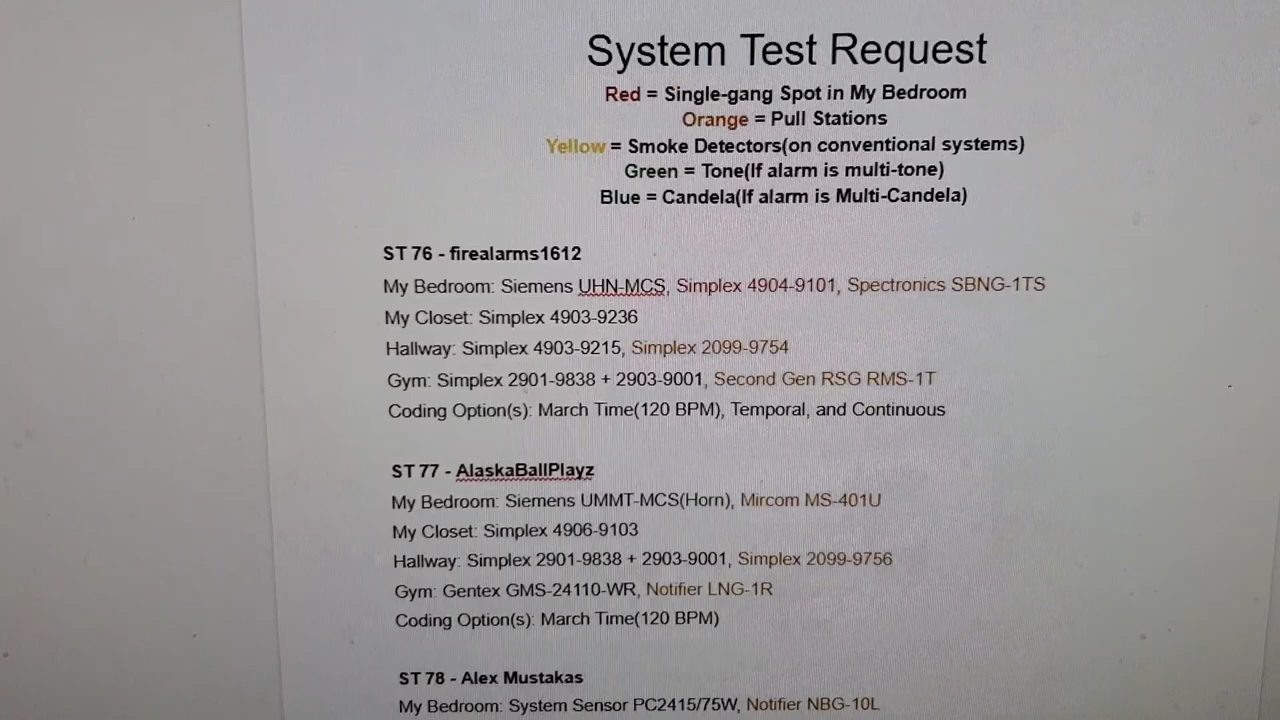 System Test Request
Red = Single-gang Spot in My Bedroom
Orange = Pull Stations
Yellow = Smoke Detectors(on conventional systems)
Green = Tone(If alarm is multi-tone)
Blue = Candela(If alarm is Multi-Candela)
ST 76 - firealarms1612
My Bedroom: Siemens UHN-MCS, Simplex 4904-9101, Spectronics SBNG-1TS
My Closet: Simplex 4903-9236
Hallway: Simplex 4903-9215, Simplex 2099-9754
Gym: Simplex 2901-9838 + 2903-9001, Second Gen RSG RMS-1T
Coding Option(s): March Time(120 BPM), Temporal, and Continuous
ST 77 - AlaskaBallPlayz
My Bedroom: Siemens UMMT-MCS(Horn), Mircom MS-401U
My Closet: Simplex 4906-9103
Hallway: Simplex 2901-9838 + 2903-9001, Simplex 2099-9756
Gym: Gentex GMS-24110-WR, Notifier LNG-1R
Coding Option(s): March Time(120 BPM)
ST 78 - Alex Mustakas
My Bedroom: System Sensor PC2415/75W, Notifier NBG-10L